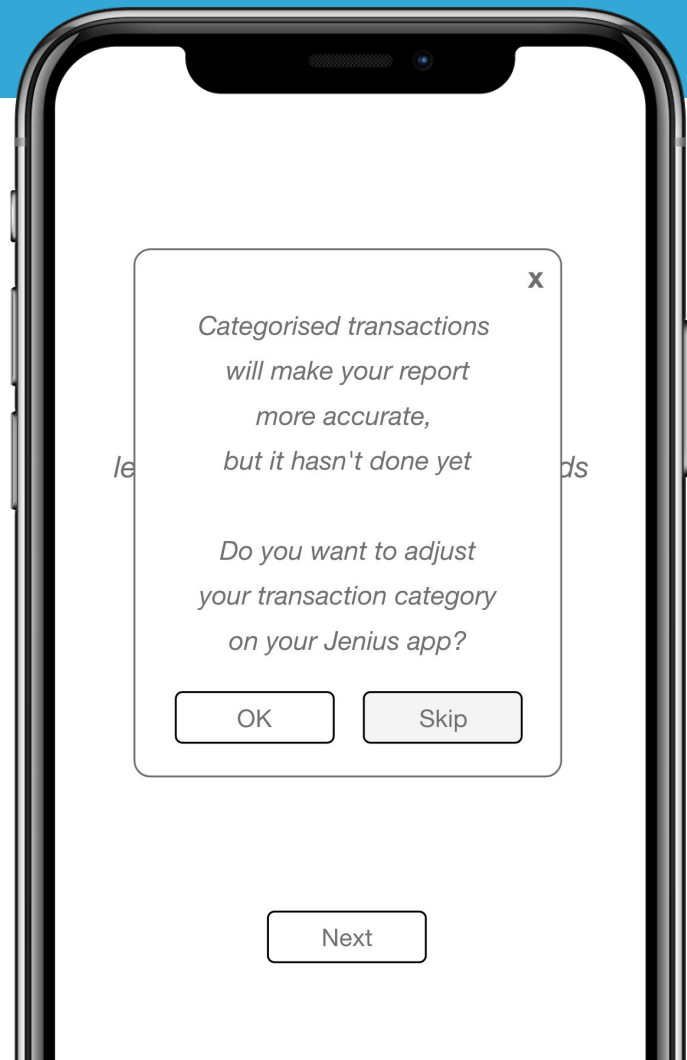 x
Categorised transactions
will make your report
more accurate,
but it hasn't done yet
Do you want to adjust
your transaction category
on your Jenius app?
OK Skip
Next